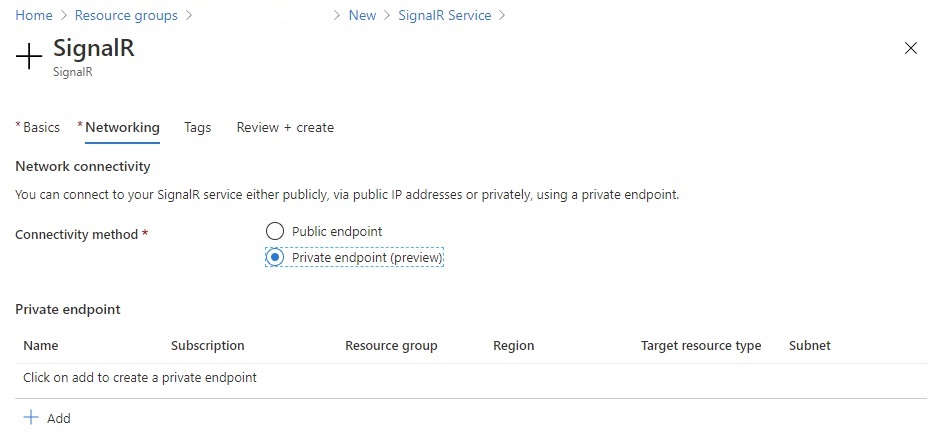 Home > Resource groups > > New > SignalR Service >
SignalR
SignalR
* Basics * Networking Tags Review + create
Network connectivity
You can connect to your SignalR service either publicly, via public IP addresses or privately, using a private endpoint.
Connectivity method *
Public endpoint
Private endpoint (preview)
Private endpoint
Name Subscription Resource group Region Target resource type Subnet
Click on add to create a private endpoint
+ Add